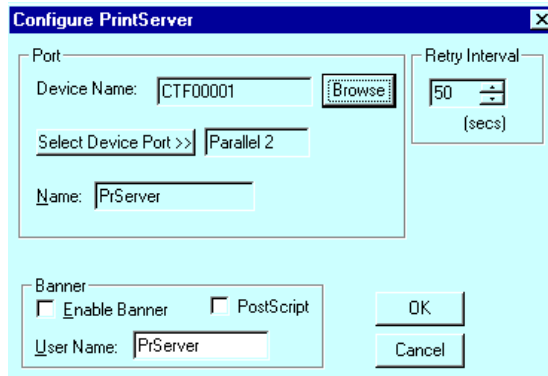 Configure PrintServer
Port
Device Name: CTF00001 Browse
Select Device Port >> Parallel 2
Name: PrServer
Retry Interval
50
(secs)
Banner
Enable Banner PostScript
User Name: PrServer
OK
Cancel